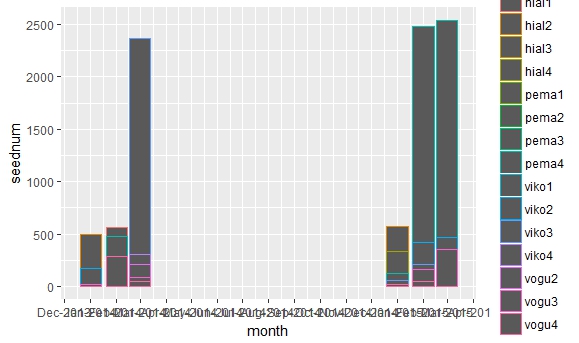 hial1
hial2
hial3
hial4
pema1
pema2
pema3
pema4
viko1
viko2
viko3
viko4
vogu2
vogu3
vogu4
2500
2000
1500
1000
500
0
seednum
month